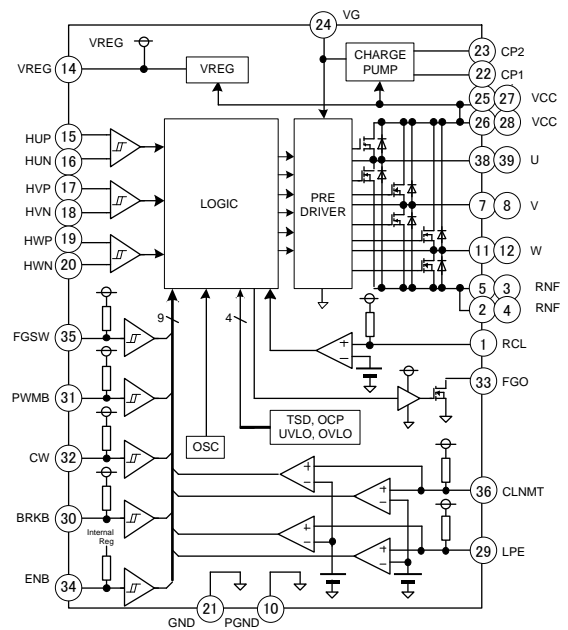 24 VG
VREG
VREG 14
VREG
CHARGE
PUMP
23 CP2
22 CP1
25 27 VCC
26 28 VCC
HUP 15
HUN 16
HVP 17
HVN 18
HWP 19
HWN 20
LOGIC
PRE
DRIVER
38 39 U
7 8 V
11 12 W
5 3 RNF
2 4 RNF
9
4
FGSW 35
PWMB 31
CW 32
BRKB 30
Internal
Reg
ENB 34
+
−
1 RCL
33 FGO
OSC
TSD, OCP
UVLO, OVLO
+
−
+
−
36 CLNMT
+
−
+
−
29 LPE
GND 21
PGND 10